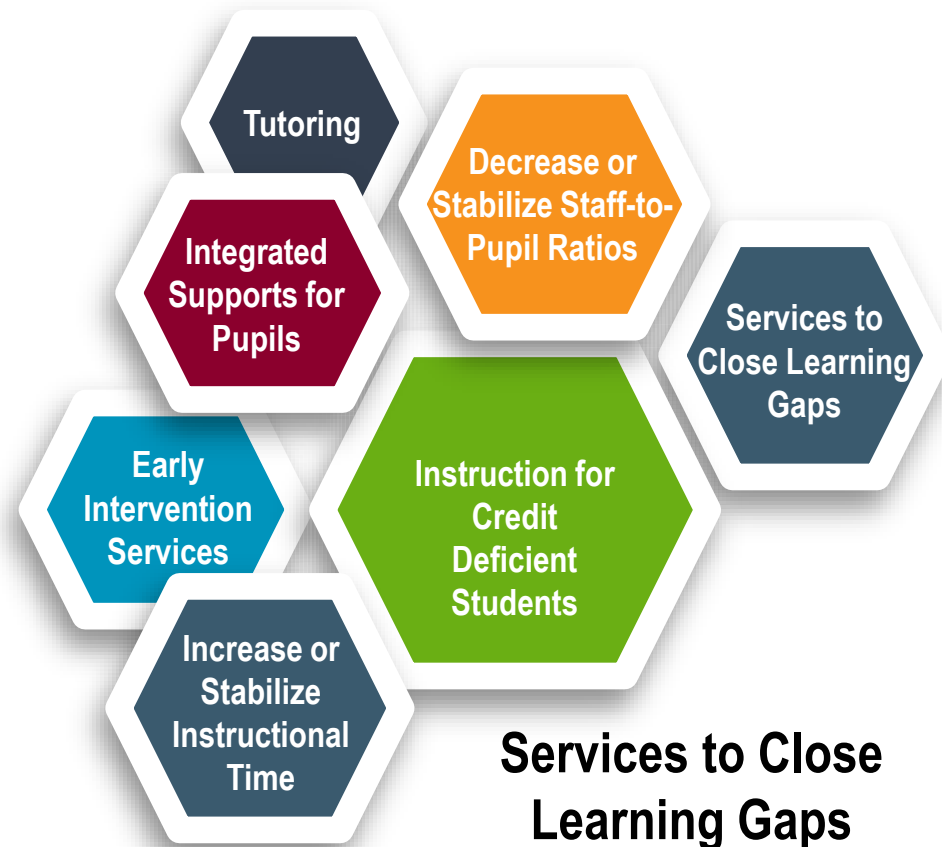 Tutoring
Decrease or
Stabilize Staff-to-
Pupil Ratios
Integrated
Supports for
Pupils
Services to
Close Learning
Gaps
Early
Intervention
Services
Instruction for
Credit
Deficient
Students
Increase or
Stabilize
Instructional
Time
Services to Close
Learning Gaps